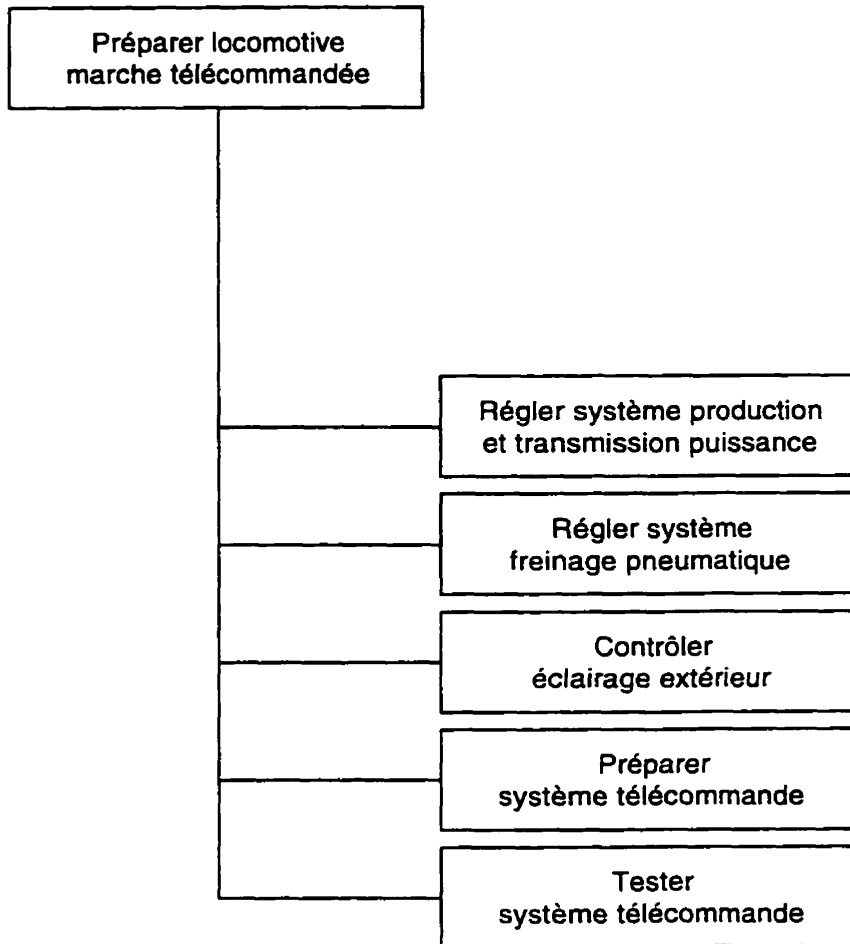 Préparer locomotive
marche télécommandée
Régler système production
et transmission puissance
Régler système
freinage pneumatique
Contrôler
éclairage extérieur
Préparer
système télécommande
Tester
système télécommande